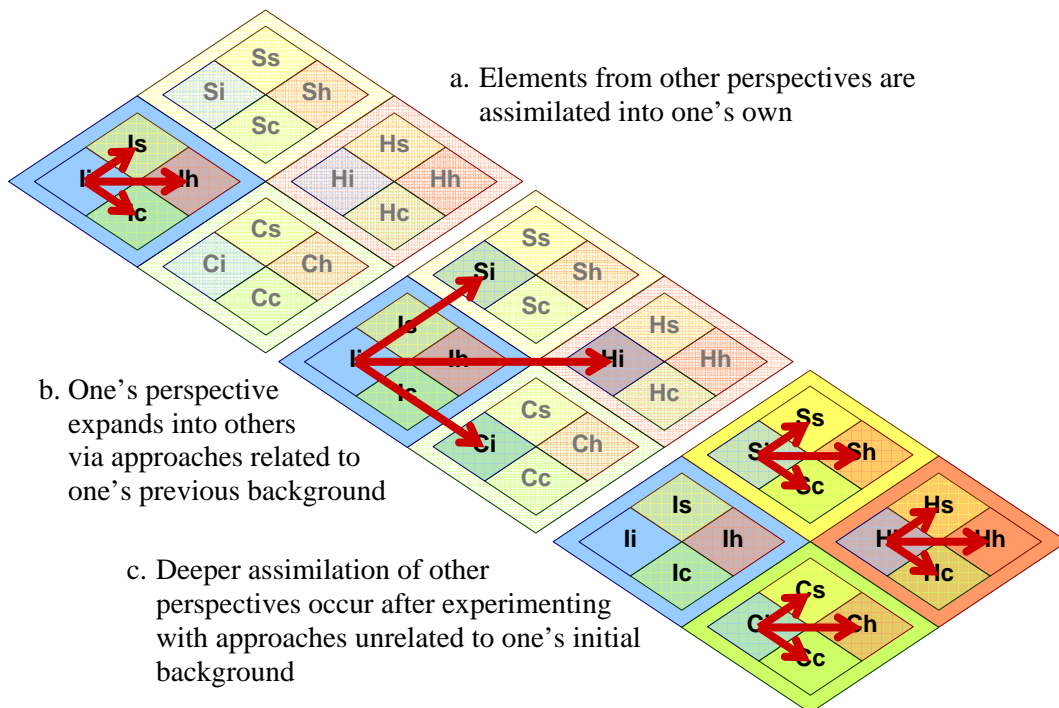 Ss
Si Sh
Sc
a. Elements from other perspectives are
assimilated into one’s own
Is
Ii Ih
Ic
Hs
Hi Hh
Hc
Cs
Ci Ch
Cc
Ss
Si Sh
Sc
Is
Ii Ih
Ic
Hs
Hi Hh
Hc
Cs
Ci Ch
Cc
b. One’s perspective
expands into others
via approaches related to
one’s previous background
Ss
Si Sh
Sc
Is
Ii Ih
Ic
Hs
Hi Hh
Hc
Cs
Ci Ch
Cc
c. Deeper assimilation of other
perspectives occur after experimenting
with approaches unrelated to one’s initial
background